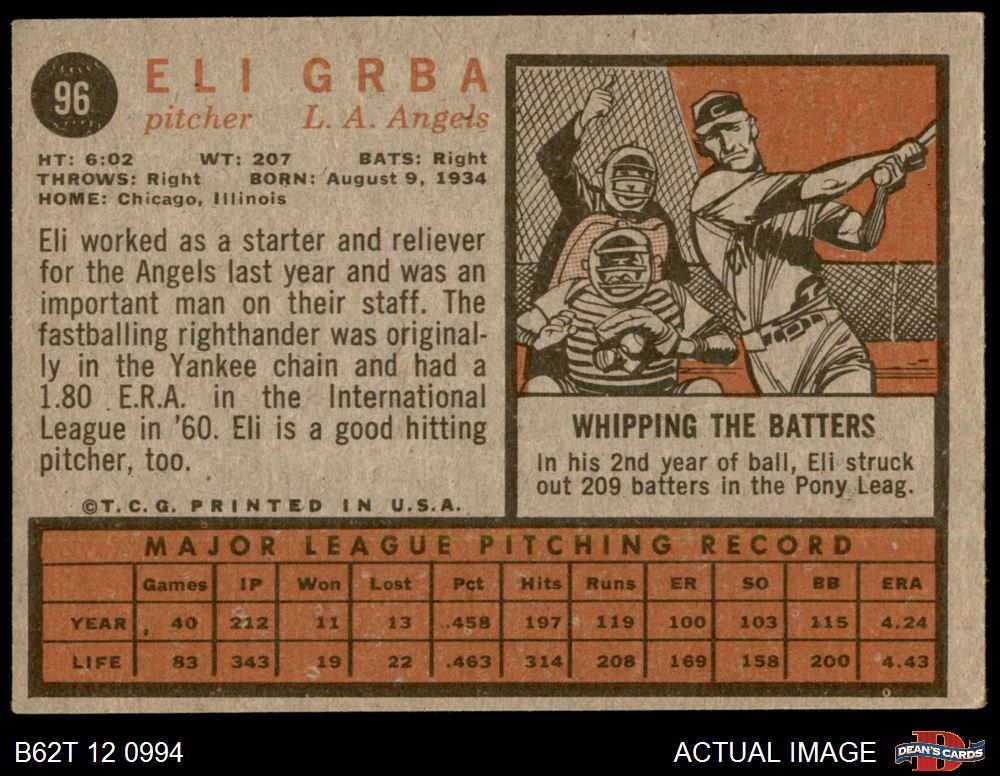 96
ELI GRBA
pitcher L. A. Angels
HT: 6:02 WT: 207 BATS: Right
THROWS: Right BORN: August 9, 1934
HOME: Chicago, Illinois
Eli worked as a starter and reliever
for the Angels last year and was an
important man on their staff. The
fastballing righthander was original-
ly in the Yankee chain and had a
1.80 E.R.A. in the International
League in '60. Eli is a good hitting
pitcher, too.
©T.C.G. PRINTED IN U.S.A.
C
WHIPPING THE BATTERS
In his 2nd year of ball, Eli struck
out 209 batters in the Pony Leag.
MAJOR LEAGUE PITCHING RECORD
Games IP Won Lost Pct Hits Runs ER SO BB ERA
YEAR 40 212 11 13 .458 197 119 100 103 115 4.24
LIFE 83 343 19 22 .463 314 208 169 158 200 4.43
B62T 12 0994 ACTUAL IMAGE
D
DEAN'S CARDS